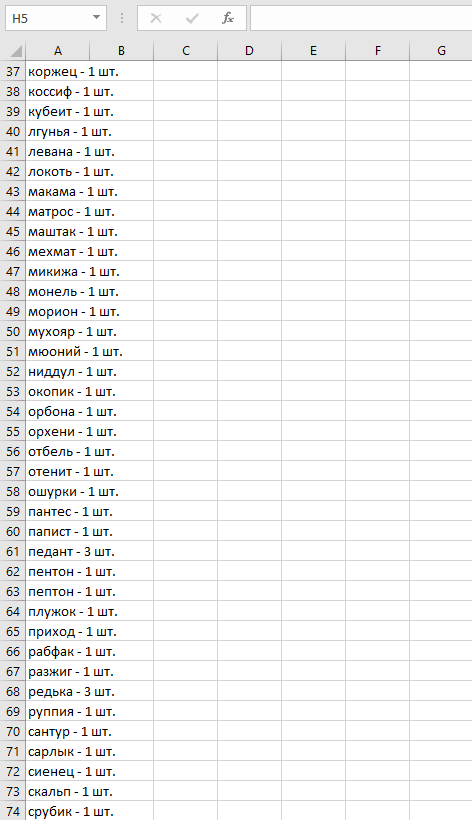 H5
fx
A B C D E F G
37 коржец - 1 шт.
38 коссиф - 1 шт.
39 кубеит - 1 шт.
40 лгунья - 1 шт.
41 левана - 1 шт.
42 локоть - 1 шт.
43 макама - 1 шт.
44 матрос - 1 шт.
45 маштак - 1 шт.
46 мехмат - 1 шт.
47 микижа - 1 шт.
48 монель - 1 шт.
49 морион - 1 шт.
50 мухояр - 1 шт.
51 мюоний - 1 шт.
52 ниддул - 1 шт.
53 окопик - 1 шт.
54 орбона - 1 шт.
55 орхени - 1 шт.
56 отбель - 1 шт.
57 отенит - 1 шт.
58 ошурки - 1 шт.
59 пантес - 1 шт.
60 папист - 1 шт.
61 педант - 3 шт.
62 пентон - 1 шт.
63 пептон - 1 шт.
64 плужок - 1 шт.
65 приход - 1 шт.
66 рабфак - 1 шт.
67 разжиг - 1 шт.
68 редька - 3 шт.
69 руппия - 1 шт.
70 сантур - 1 шт.
71 сарлык - 1 шт.
72 сиенец - 1 шт.
73 скальп - 1 шт.
74 срубик - 1 шт.